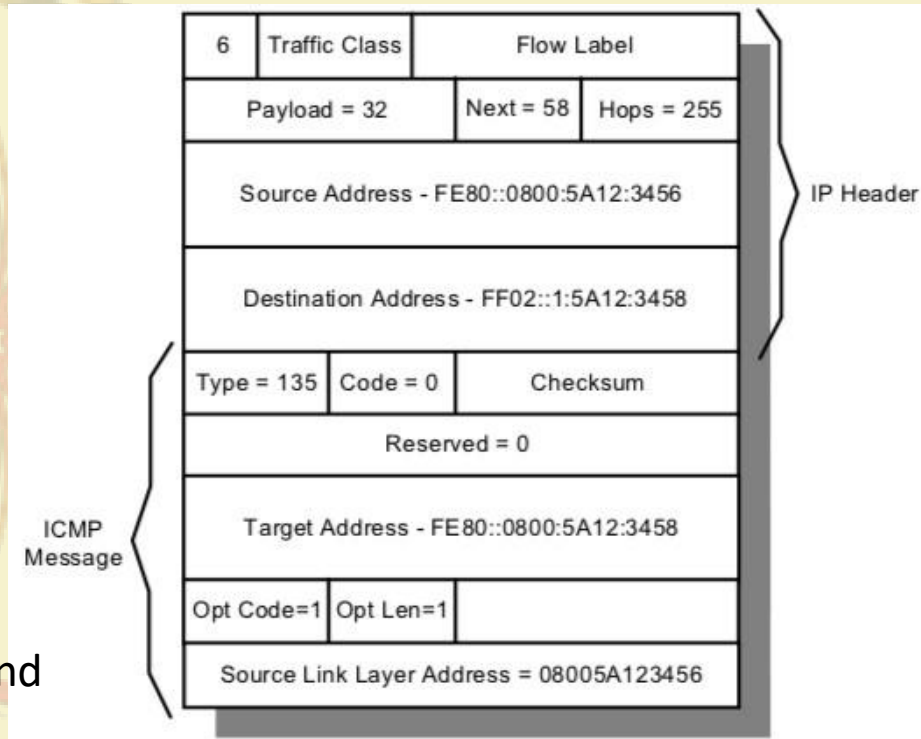 6 Traffic Class Flow Label
Payload = 32 Next = 58 Hops = 255
Source Address - FE80::0800:5A12:3456
IP Header
Destination Address - FF02::1:5A12:3458
Type = 135 Code = 0 Checksum
Reserved = 0
Target Address - FE80::0800:5A12:3458
ICMP
Message
Opt Code=1 Opt Len=1
Source Link Layer Address = 08005A123456